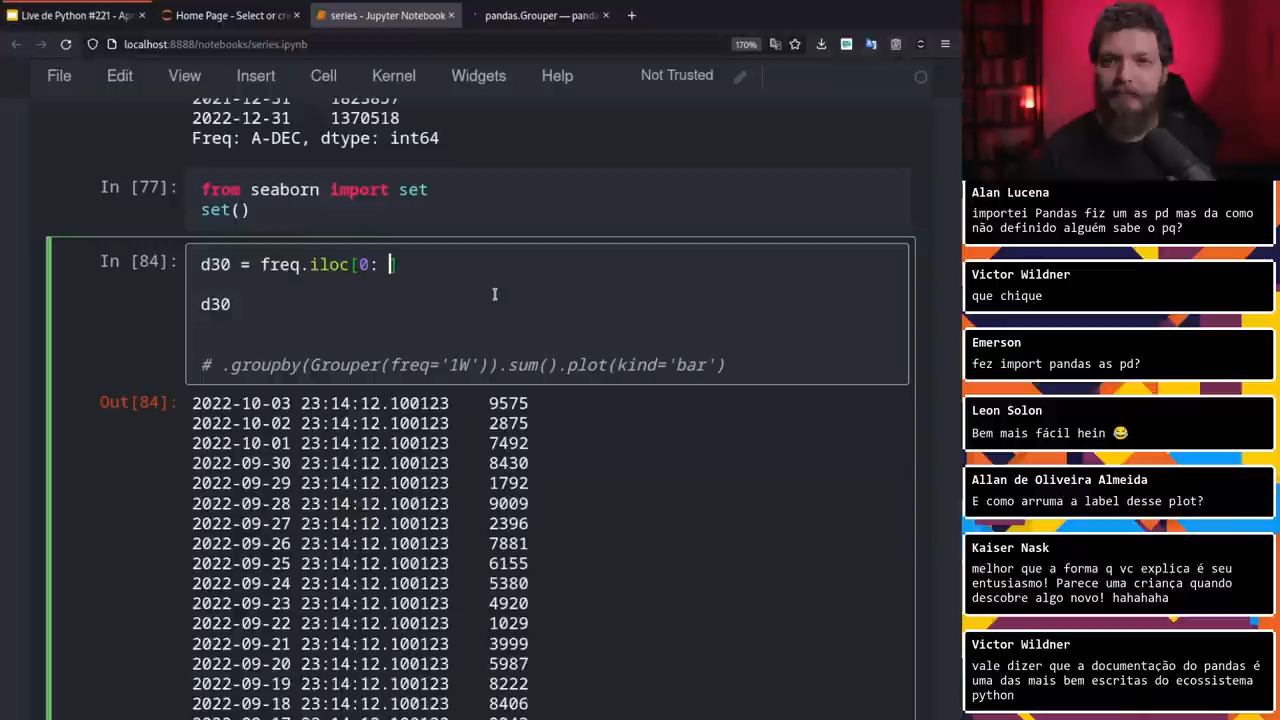 Live de Python #221 - Ap
Home Page - Select or cre
series - Jupyter Notebook
pandas.Grouper — panda
localhost:8888/notebooks/series.ipynb
170%
File Edit View Insert Cell Kernel Widgets Help
Not Trusted
2021-12-31 1823857
2022-12-31 1370518
Freq: A-DEC, dtype: int64
In [77]:
from seaborn import set
set()
In [84]:
d30 = freq.iloc[0: ]
d30
# .groupby(Grouper(freq='1W')).sum().plot(kind='bar')
Out[84]:
2022-10-03 23:14:12.100123 9575
2022-10-02 23:14:12.100123 2875
2022-10-01 23:14:12.100123 7492
2022-09-30 23:14:12.100123 8430
2022-09-29 23:14:12.100123 1792
2022-09-28 23:14:12.100123 9009
2022-09-27 23:14:12.100123 2396
2022-09-26 23:14:12.100123 7881
2022-09-25 23:14:12.100123 6155
2022-09-24 23:14:12.100123 5380
2022-09-23 23:14:12.100123 4920
2022-09-22 23:14:12.100123 1029
2022-09-21 23:14:12.100123 3999
2022-09-20 23:14:12.100123 5987
2022-09-19 23:14:12.100123 8222
2022-09-18 23:14:12.100123 8406
Alan Lucena
importei Pandas fiz um as pd mas da como
não definido alguém sabe o pq?
Victor Wildner
que chique
Emerson
fez import pandas as pd?
Leon Solon
Bem mais fácil hein 😂
Allan de Oliveira Almeida
E como arruma a label desse plot?
Kaiser Nask
melhor que a forma q vc explica é seu
entusiasmo! Parece uma criança quando
descobre algo novo! hahahaha
Victor Wildner
vale dizer que a documentação do pandas é
uma das mais bem escritas do ecossistema
python